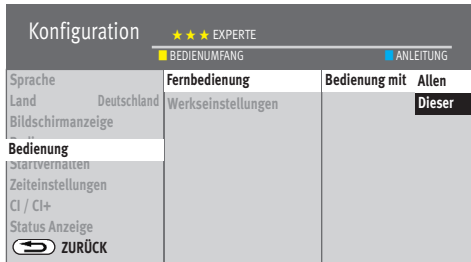 Konfiguration
★ ★ ★ EXPERTE
BEDIENUMFANG
ANLEITUNG
Sprache
Land Deutschland
Bildschirmanzeige
Bedienung
Startverhalten
Zeiteinstellungen
CI / CI+
Status Anzeige
ZURÜCK
Fernbedienung
Werkseinstellungen
Bedienung mit Allen
Dieser